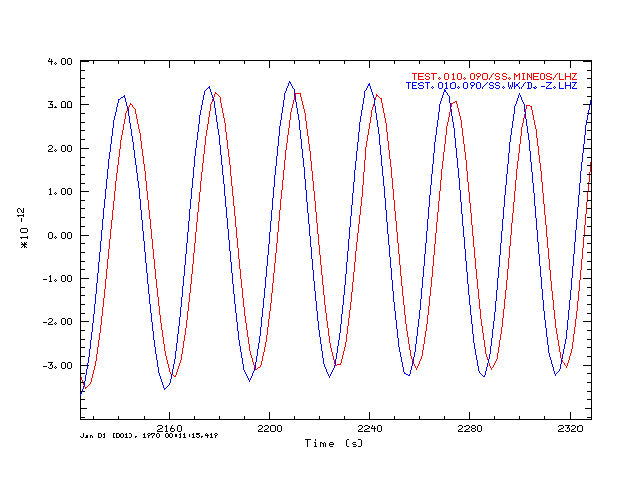 4.00
TEST.010.090/SS.MINEOS/LHZ
TEST.010.090/SS.WK/D.-Z.LHZ
3.00
2.00
1.00
0.00
-1.00
-2.00
-3.00
*10 -12
2160 2200 2240 2280 2320
Jan 01 (001), 1970 00:11:15.419
Time (s)